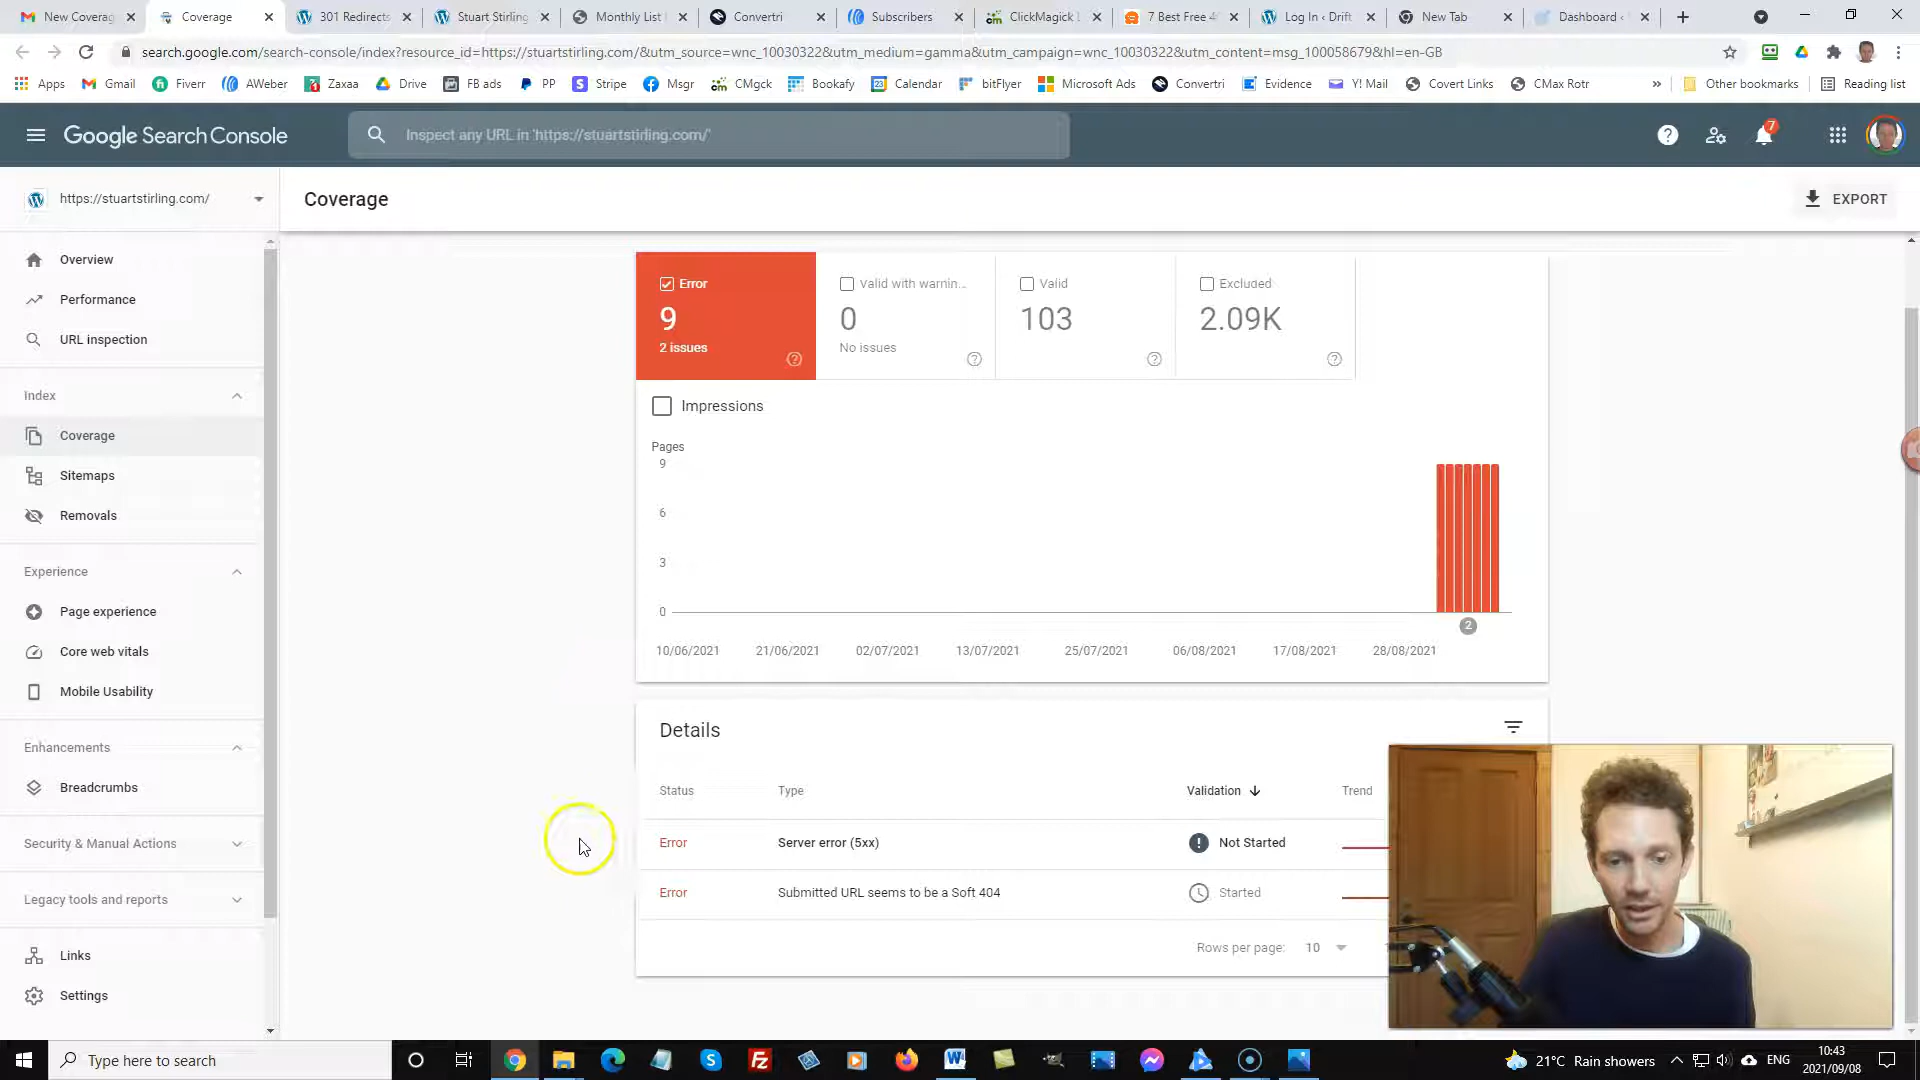 New Coverag
Coverage
301 Redirects
Stuart Stirling
Monthly List
Convertri
Subscribers
ClickMagick
7 Best Free 4
Log In ‹ Drift
New Tab
Dashboard ‹
search.google.com/search-console/index?resource_id=https://stuartstirling.com/&utm_source=wnc_10030322&utm_medium=gamma&utm_campaign=wnc_10030322&utm_content=msg_100058679&hl=en-GB
Apps Gmail Fiverr AWeber Zaxaa Drive FB ads PP Stripe Msgr CMgck Bookafy Calendar bitFlyer Microsoft Ads Convertri Evidence Y! Mail Covert Links CMax Rotr » Other bookmarks Reading list
Google Search Console
Inspect any URL in 'https://stuartstirling.com/'
7
https://stuartstirling.com/
Coverage
EXPORT
Overview
Performance
URL inspection
Index
Coverage
Sitemaps
Removals
Experience
Page experience
Core web vitals
Mobile Usability
Enhancements
Breadcrumbs
Security & Manual Actions
Legacy tools and reports
Links
Settings
Error
9
2 issues
Valid with warnin...
0
No issues
Valid
103
Excluded
2.09K
Impressions
Pages
9
6
3
0
2
10/06/2021 21/06/2021 02/07/2021 13/07/2021 25/07/2021 06/08/2021 17/08/2021 28/08/2021
Details
Status Type Validation Trend
Error Server error (5xx) Not Started
Error Submitted URL seems to be a Soft 404 Started
Rows per page: 10
Type here to search
21°C Rain showers
ENG
10:43
2021/09/08